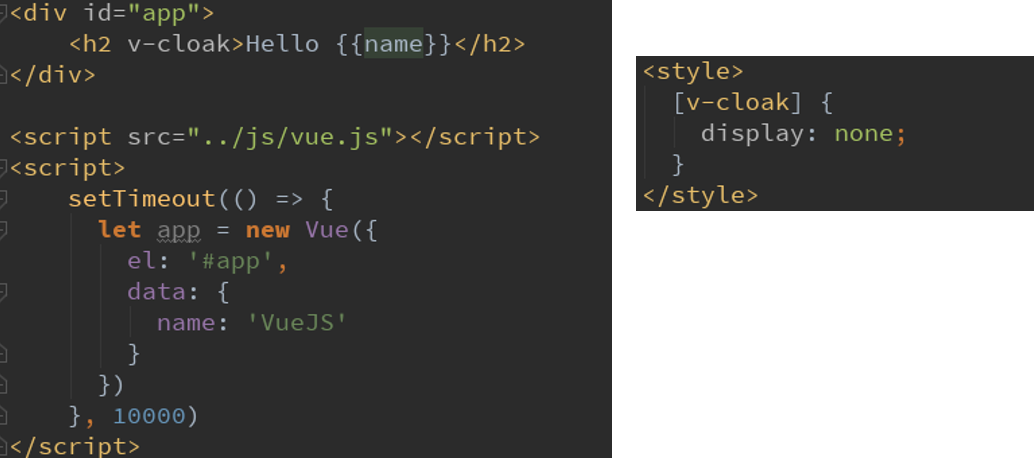 <div id="app">
    <h2 v-cloak>Hello {{name}}</h2>
</div>
<script src="../js/vue.js"></script>
<script>
    setTimeout(() => {
      let app = new Vue({
        el: '#app',
        data: {
          name: 'VueJS'
        }
      })
    }, 10000)
</script>
<style>
  [v-cloak] {
    display: none;
  }
</style>